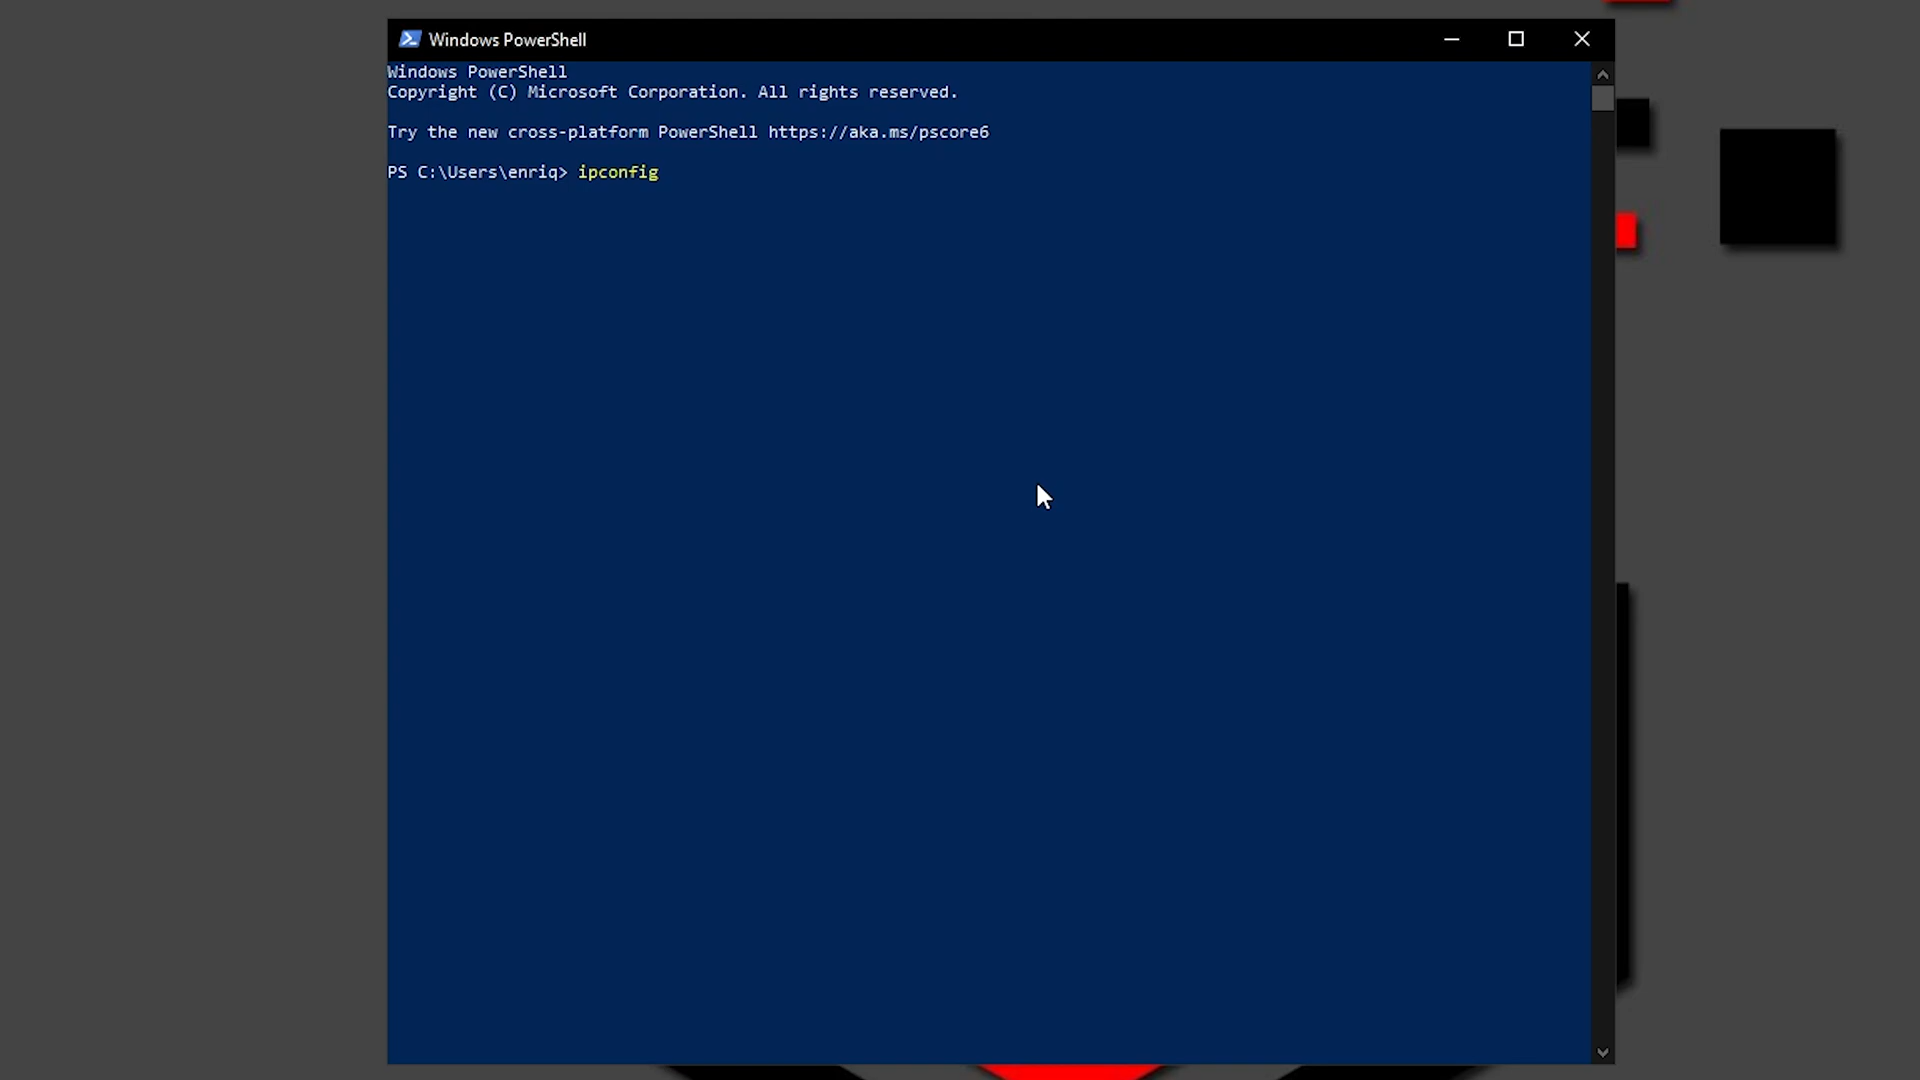 Windows PowerShell
Windows PowerShell
Copyright (C) Microsoft Corporation. All rights reserved.
Try the new cross-platform PowerShell https://aka.ms/pscore6
PS C:\Users\enriq> ipconfig